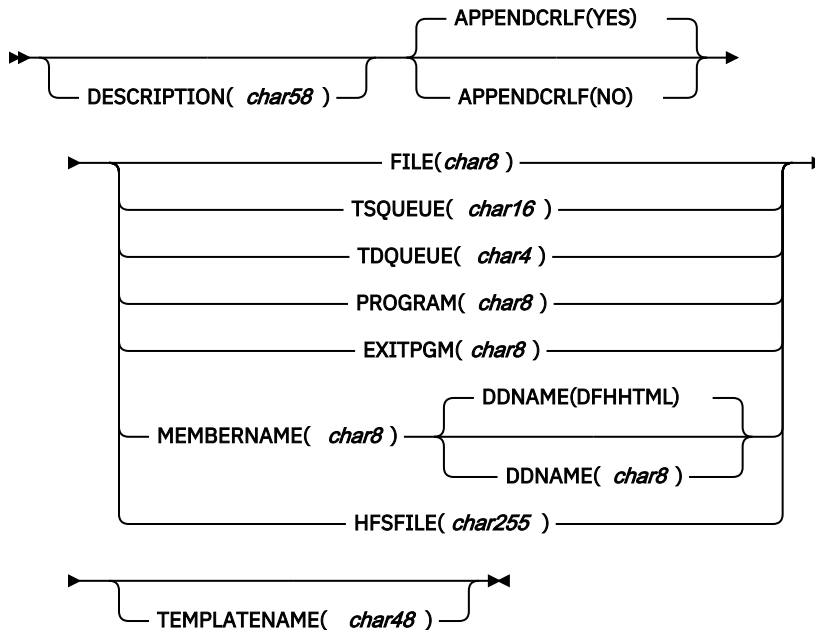 APPENDCRLF(YES)
DESCRIPTION( char58 )
APPENDCRLF(NO)
FILE(char8 )
TSQUEUE( char16 )
TDQUEUE( char4 )
PROGRAM( char8 )
EXITPGM( char8 )
DDNAME(DFHHTML)
MEMBERNAME( char8 )
DDNAME( char8 )
HFSFILE( char255 )
TEMPLATENAME( char48 )